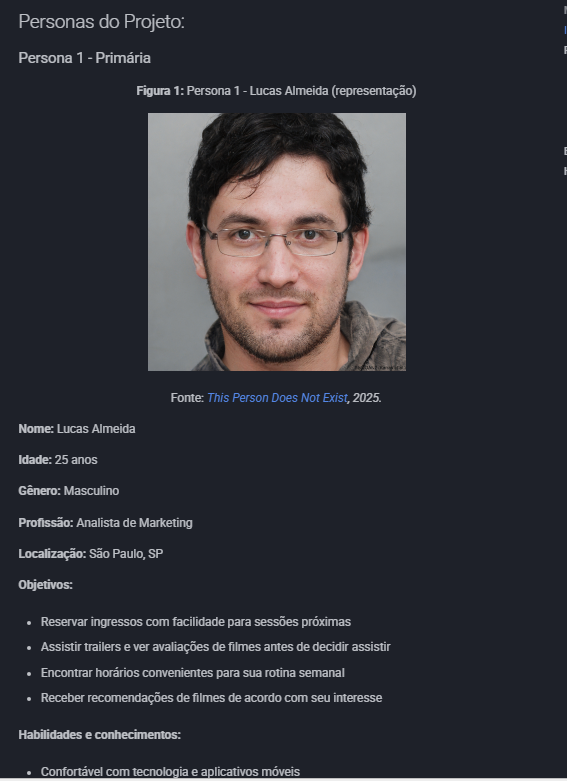 Personas do Projeto:
Persona 1 - Primária
Figura 1: Persona 1 - Lucas Almeida (representação)
Fonte: This Person Does Not Exist, 2025.
Nome: Lucas Almeida
Idade: 25 anos
Gênero: Masculino
Profissão: Analista de Marketing
Localização: São Paulo, SP
Objetivos:
• Reservar ingressos com facilidade para sessões próximas
• Assistir trailers e ver avaliações de filmes antes de decidir assistir
• Encontrar horários convenientes para sua rotina semanal
• Receber recomendações de filmes de acordo com seu interesse
Habilidades e conhecimentos:
• Confortável com tecnologia e aplicativos móveis